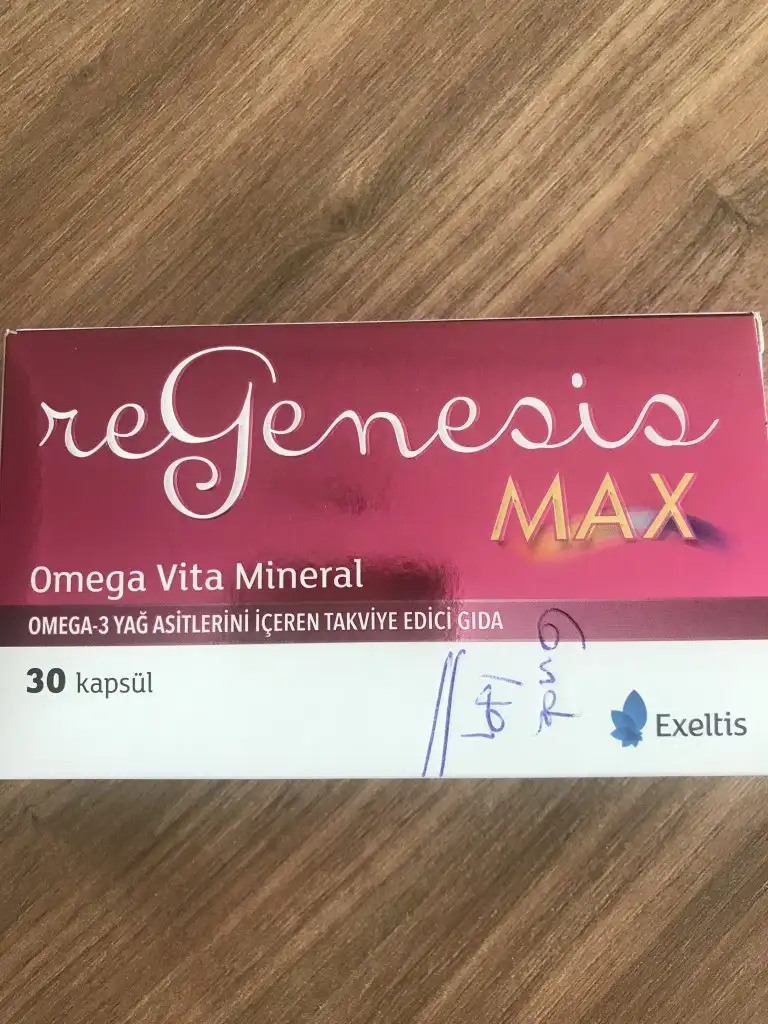 reGenesis
MAX
Omega Vita Mineral
OMEGA-3 YAĞ ASİTLERİNİ İÇEREN TAKVİYE EDİCİ GIDA
30 kapsül
Exeltis